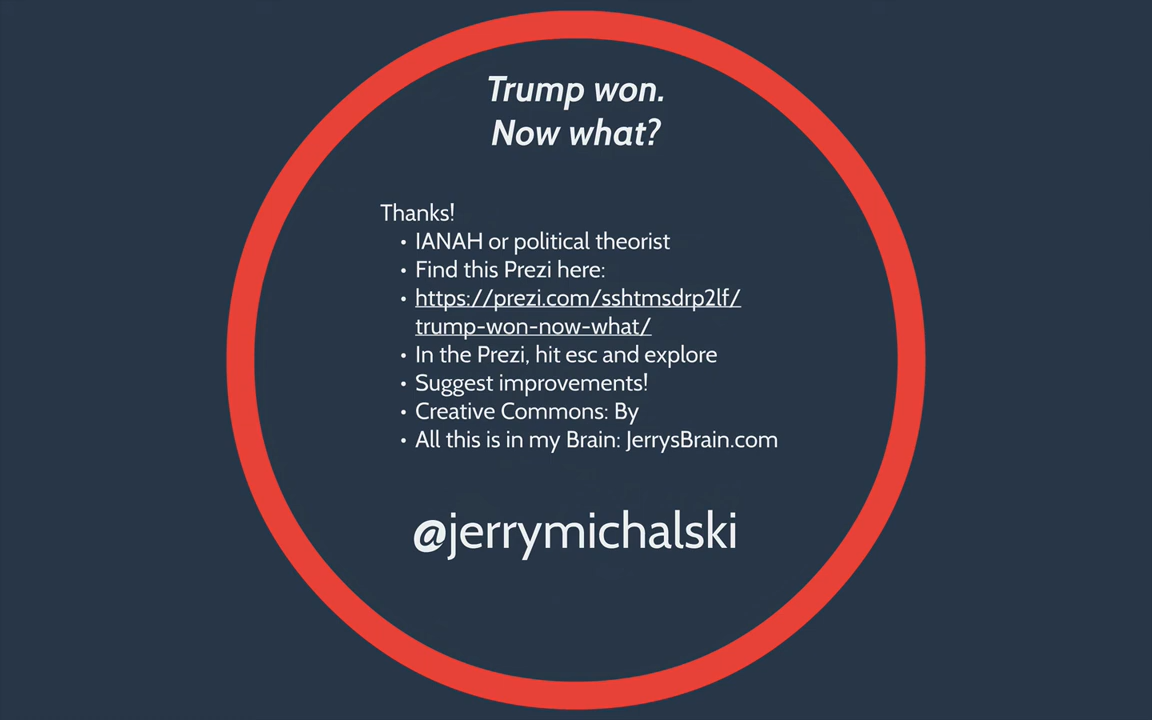 Trump won.
Now what?
Thanks!
• IANAH or political theorist
• Find this Prezi here:
• https://prezi.com/sshtmsdrp2lf/
trump-won-now-what/
• In the Prezi, hit esc and explore
• Suggest improvements!
• Creative Commons: By
• All this is in my Brain: JerrysBrain.com
@jerrymichalski